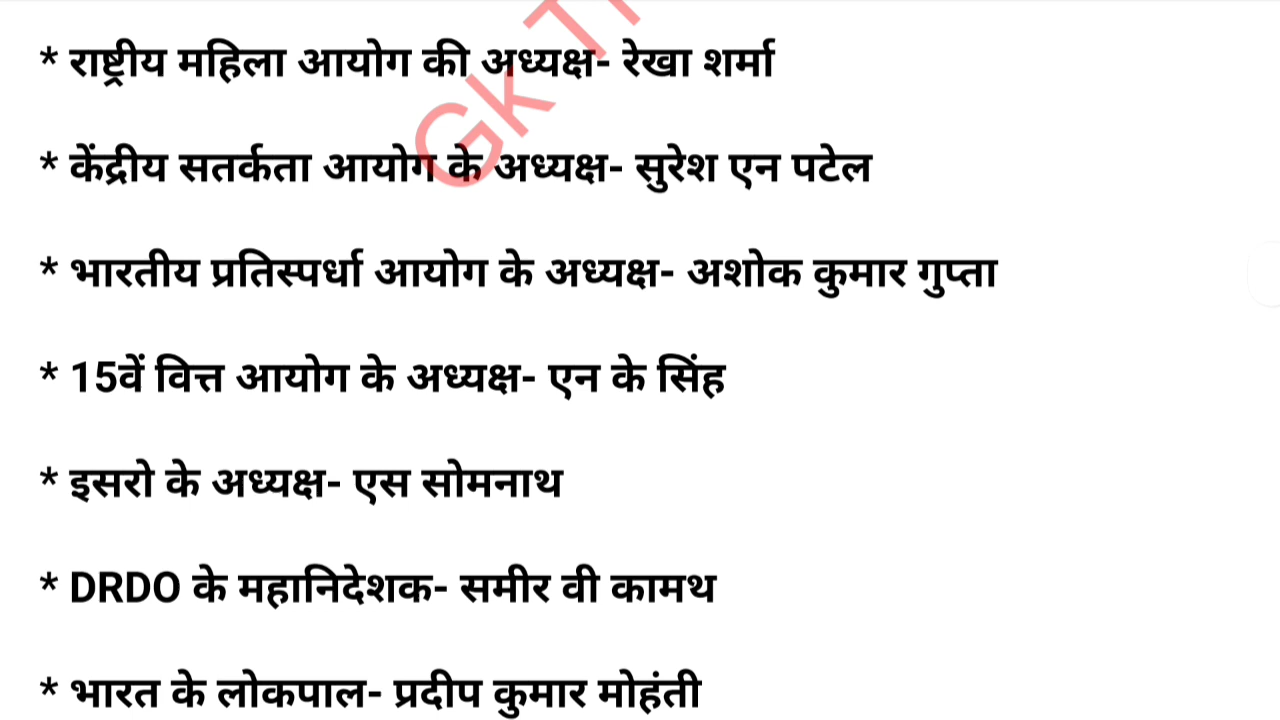 * राष्ट्रीय महिला आयोग की अध्यक्ष- रेखा शर्मा
* केंद्रीय सतर्कता आयोग के अध्यक्ष- सुरेश एन पटेल
* भारतीय प्रतिस्पर्धा आयोग के अध्यक्ष- अशोक कुमार गुप्ता
* 15वें वित्त आयोग के अध्यक्ष- एन के सिंह
* इसरो के अध्यक्ष- एस सोमनाथ
* DRDO के महानिदेशक- समीर वी कामथ
* भारत के लोकपाल- प्रदीप कुमार मोहंती
Gk